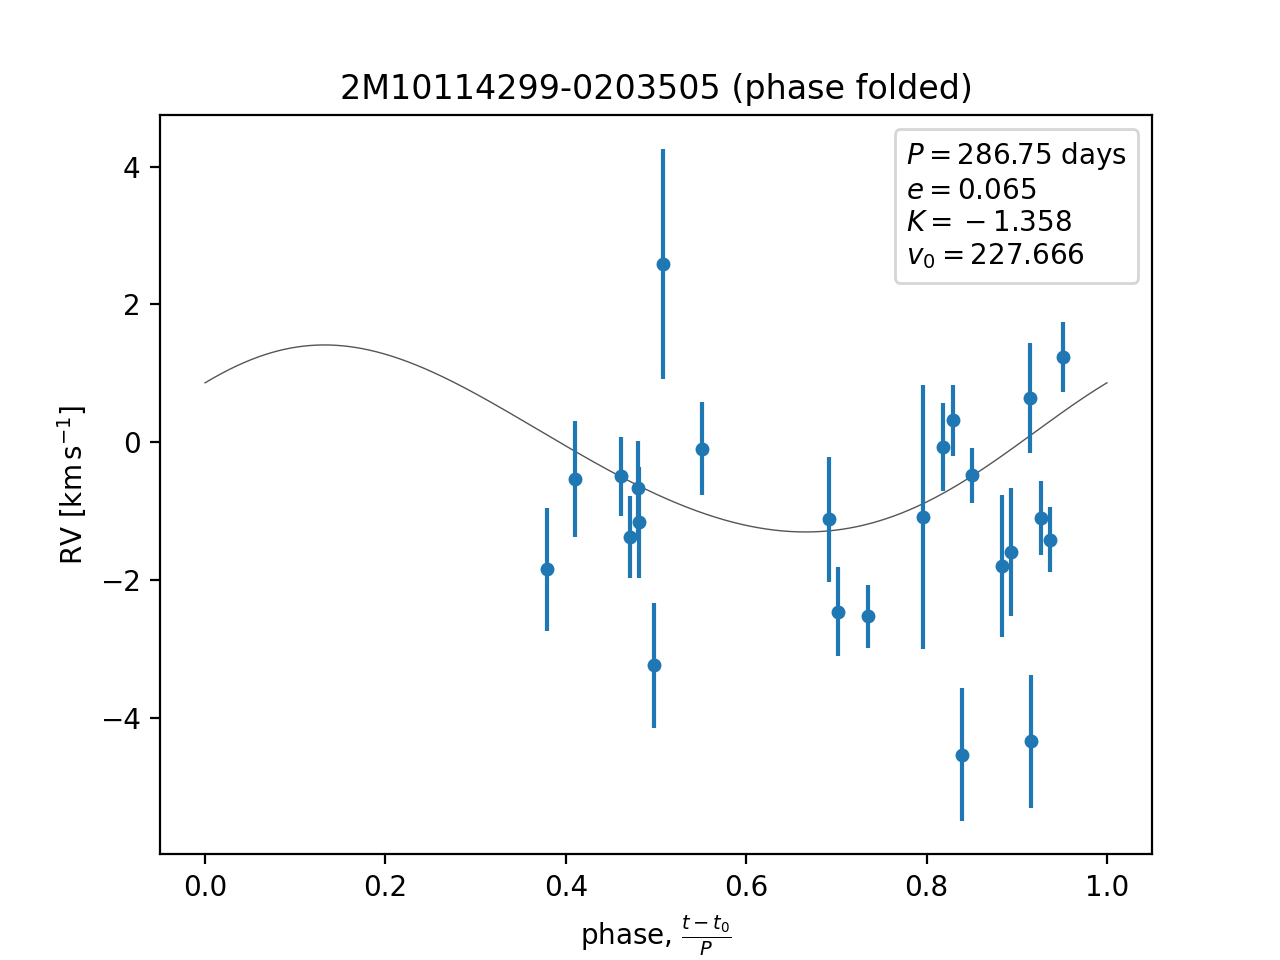 2M10114299-0203505 (phase folded)
P = 286.75 days
e = 0.065
K = −1.358
v₀ = 227.666
4
2
0
−2
−4
RV [km s⁻¹]
0.0 0.2 0.4 0.6 0.8 1.0
phase, (t − t₀)/P